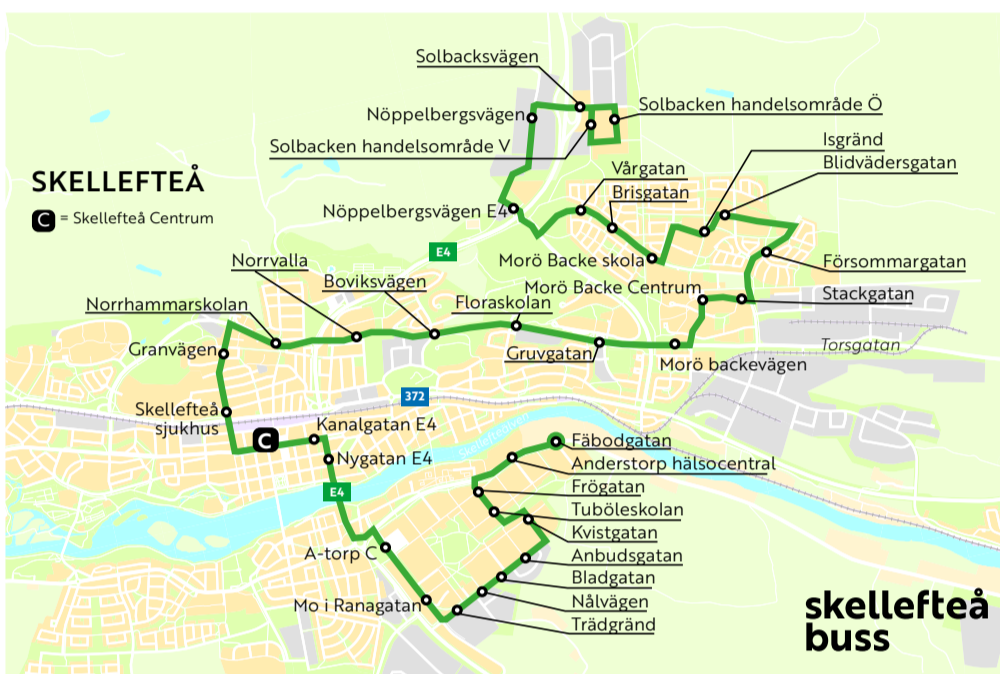 Solbacksvägen
Nöppelbergsvägen
Solbacken handelsområde Ö
Solbacken handelsområde V
Isgränd
Blidvädersgatan
SKELLEFTEÅ
C = Skellefteå Centrum
Vårgatan
Brisgatan
Nöppelbergsvägen E4
E4
Morö Backe skola
Försommargatan
Norrvalla
Boviksvägen
Morö Backe Centrum
Stackgatan
Norrhammarskolan
Floraskolan
Granvägen
Gruvgatan
Torsgatan
Morö backevägen
372
Skellefteå
sjukhus
Kanalgatan E4
C
Nygatan E4
Skellefteälven
Fäbodgatan
Anderstorp hälsocentral
E4
Frögatan
Tuböleskolan
Kvistgatan
A-torp C
Anbudsgatan
Bladgatan
Mo i Ranagatan
Nålvägen
Trädgränd
skellefteå
buss